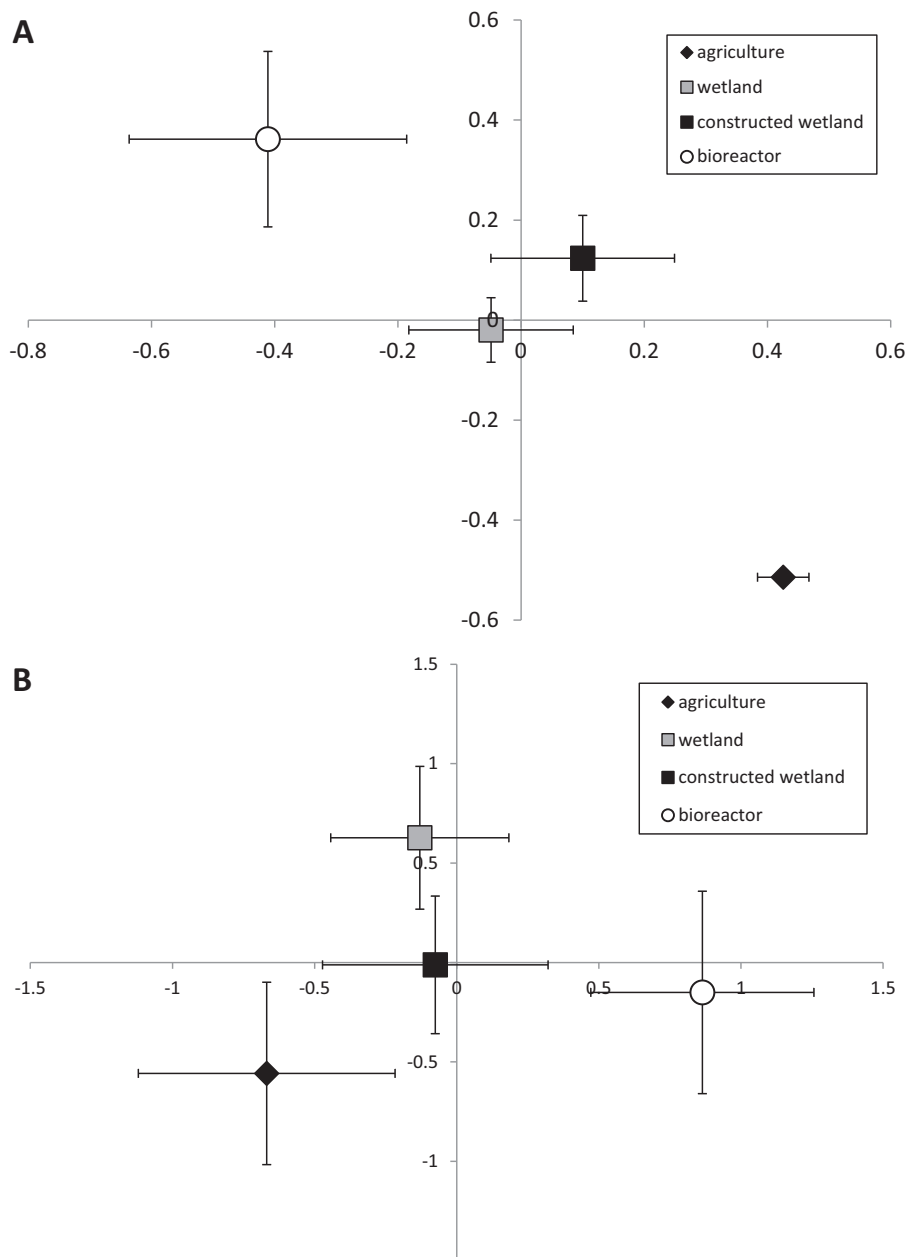 A
0.6
agriculture
wetland
0.4
constructed wetland
bioreactor
0.2
0
-0.8 -0.6 -0.4 -0.2 0 0.2 0.4 0.6
-0.2
-0.4
-0.6
B
1.5
agriculture
wetland
1
constructed wetland
bioreactor
0.5
-1.5 -1 -0.5 0 0.5 1 1.5
-0.5
-1